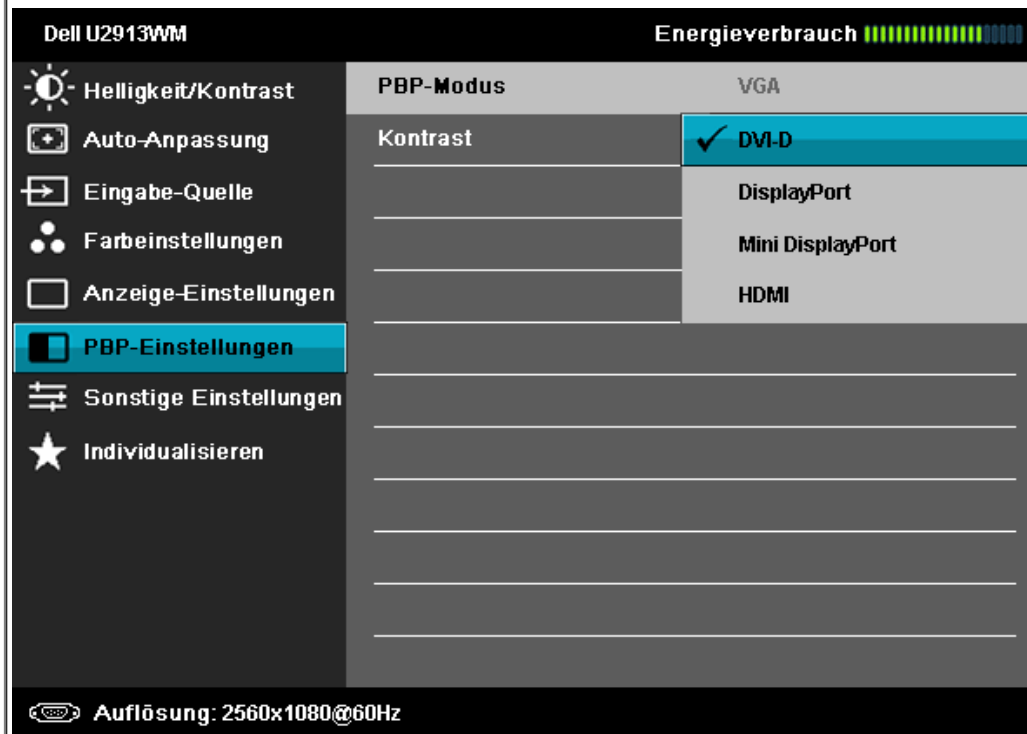 Dell U2913WM Energieverbrauch
Helligkeit/Kontrast PBP-Modus VGA
Auto-Anpassung Kontrast DVI-D
Eingabe-Quelle DisplayPort
Farbeinstellungen Mini DisplayPort
Anzeige-Einstellungen HDMI
PBP-Einstellungen
Sonstige Einstellungen
Individualisieren
Auflösung: 2560x1080@60Hz